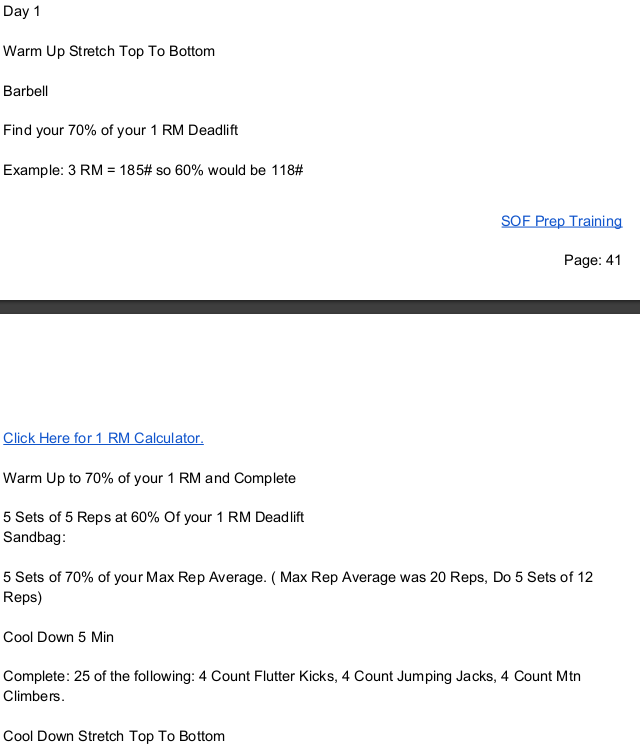 Day 1
Warm Up Stretch Top To Bottom
Barbell
Find your 70% of your 1 RM Deadlift
Example: 3 RM = 185# so 60% would be 118#
SOF Prep Training
Page: 41
Click Here for 1 RM Calculator.
Warm Up to 70% of your 1 RM and Complete
5 Sets of 5 Reps at 60% Of your 1 RM Deadlift
Sandbag:
5 Sets of 70% of your Max Rep Average. ( Max Rep Average was 20 Reps, Do 5 Sets of 12
Reps)
Cool Down 5 Min
Complete: 25 of the following: 4 Count Flutter Kicks, 4 Count Jumping Jacks, 4 Count Mtn
Climbers.
Cool Down Stretch Top To Bottom